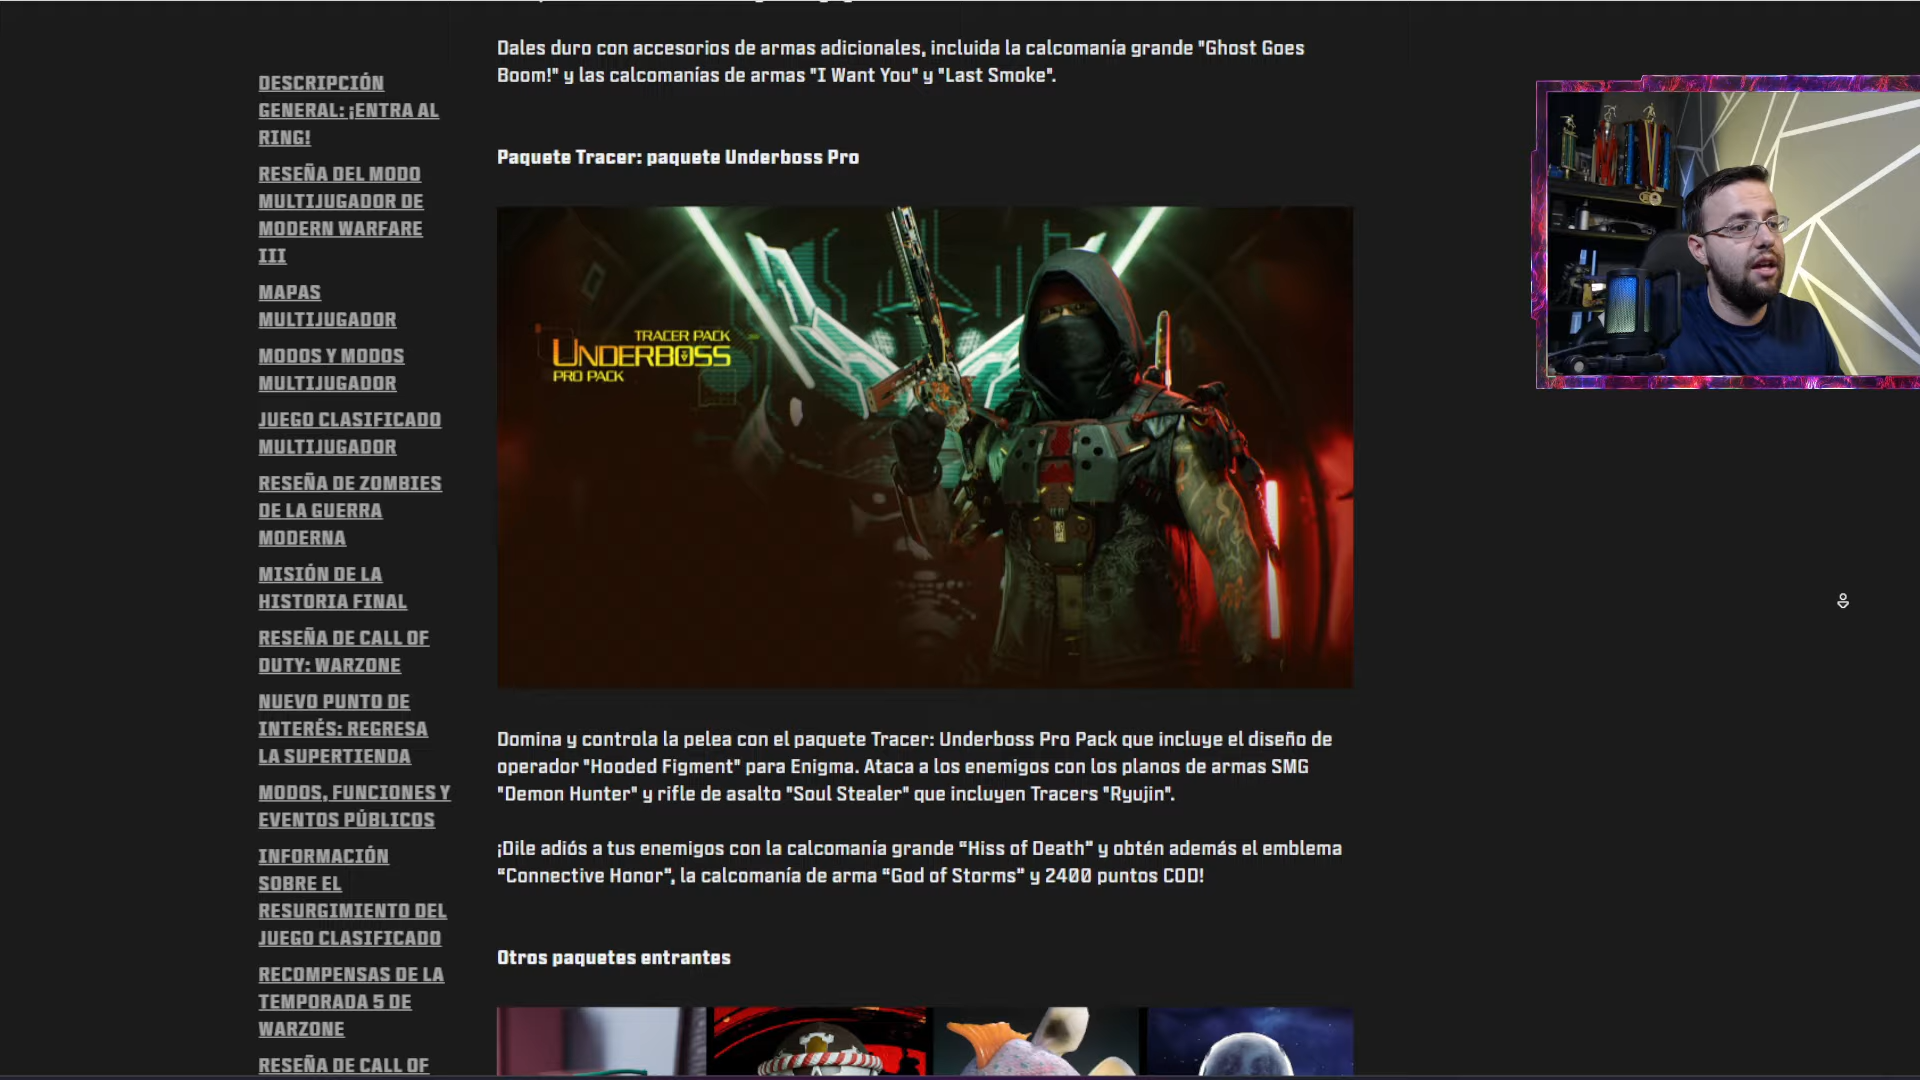 Dales duro con accesorios de armas adicionales, incluida la calcomanía grande "Ghost Goes
Boom!" y las calcomanías de armas "I Want You" y "Last Smoke".
DESCRIPCIÓN
GENERAL: ¡ENTRA AL
RING!
RESEÑA DEL MODO
MULTIJUGADOR DE
MODERN WARFARE
III
MAPAS
MULTIJUGADOR
MODOS Y MODOS
MULTIJUGADOR
JUEGO CLASIFICADO
MULTIJUGADOR
RESEÑA DE ZOMBIES
DE LA GUERRA
MODERNA
MISIÓN DE LA
HISTORIA FINAL
RESEÑA DE CALL OF
DUTY: WARZONE
NUEVO PUNTO DE
INTERÉS: REGRESA
LA SUPERTIENDA
MODOS, FUNCIONES Y
EVENTOS PÚBLICOS
INFORMACIÓN
SOBRE EL
RESURGIMIENTO DEL
JUEGO CLASIFICADO
RECOMPENSAS DE LA
TEMPORADA 5 DE
WARZONE
RESEÑA DE CALL OF
Paquete Tracer: paquete Underboss Pro
TRACER PACK
UNDERBOSS
PRO PACK
Domina y controla la pelea con el paquete Tracer: Underboss Pro Pack que incluye el diseño de
operador "Hooded Figment" para Enigma. Ataca a los enemigos con los planos de armas SMG
"Demon Hunter" y rifle de asalto "Soul Stealer" que incluyen Tracers "Ryujin".
¡Dile adiós a tus enemigos con la calcomanía grande “Hiss of Death” y obtén además el emblema
“Connective Honor”, la calcomanía de arma “God of Storms” y 2400 puntos COD!
Otros paquetes entrantes